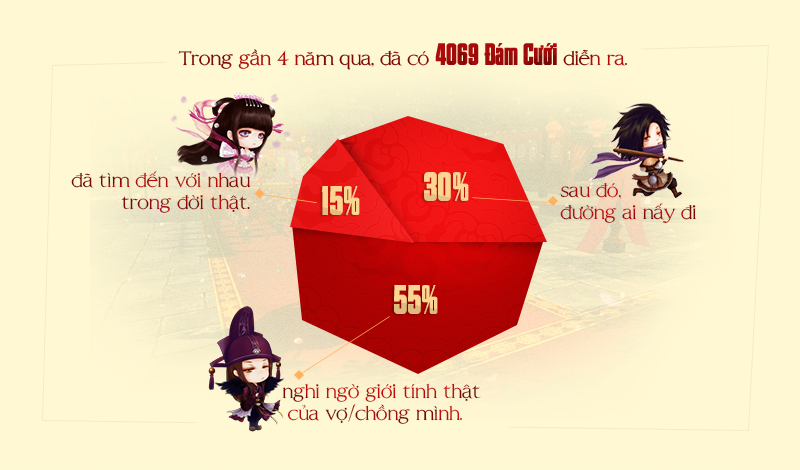 Trong gần 4 năm qua, đã có 4069 Đám Cưới diễn ra.
đã tìm đến với nhau
trong đời thật.
15%
30%
sau đó,
đường ai nấy đi
55%
nghi ngờ giới tính thật
của vợ/chồng mình.